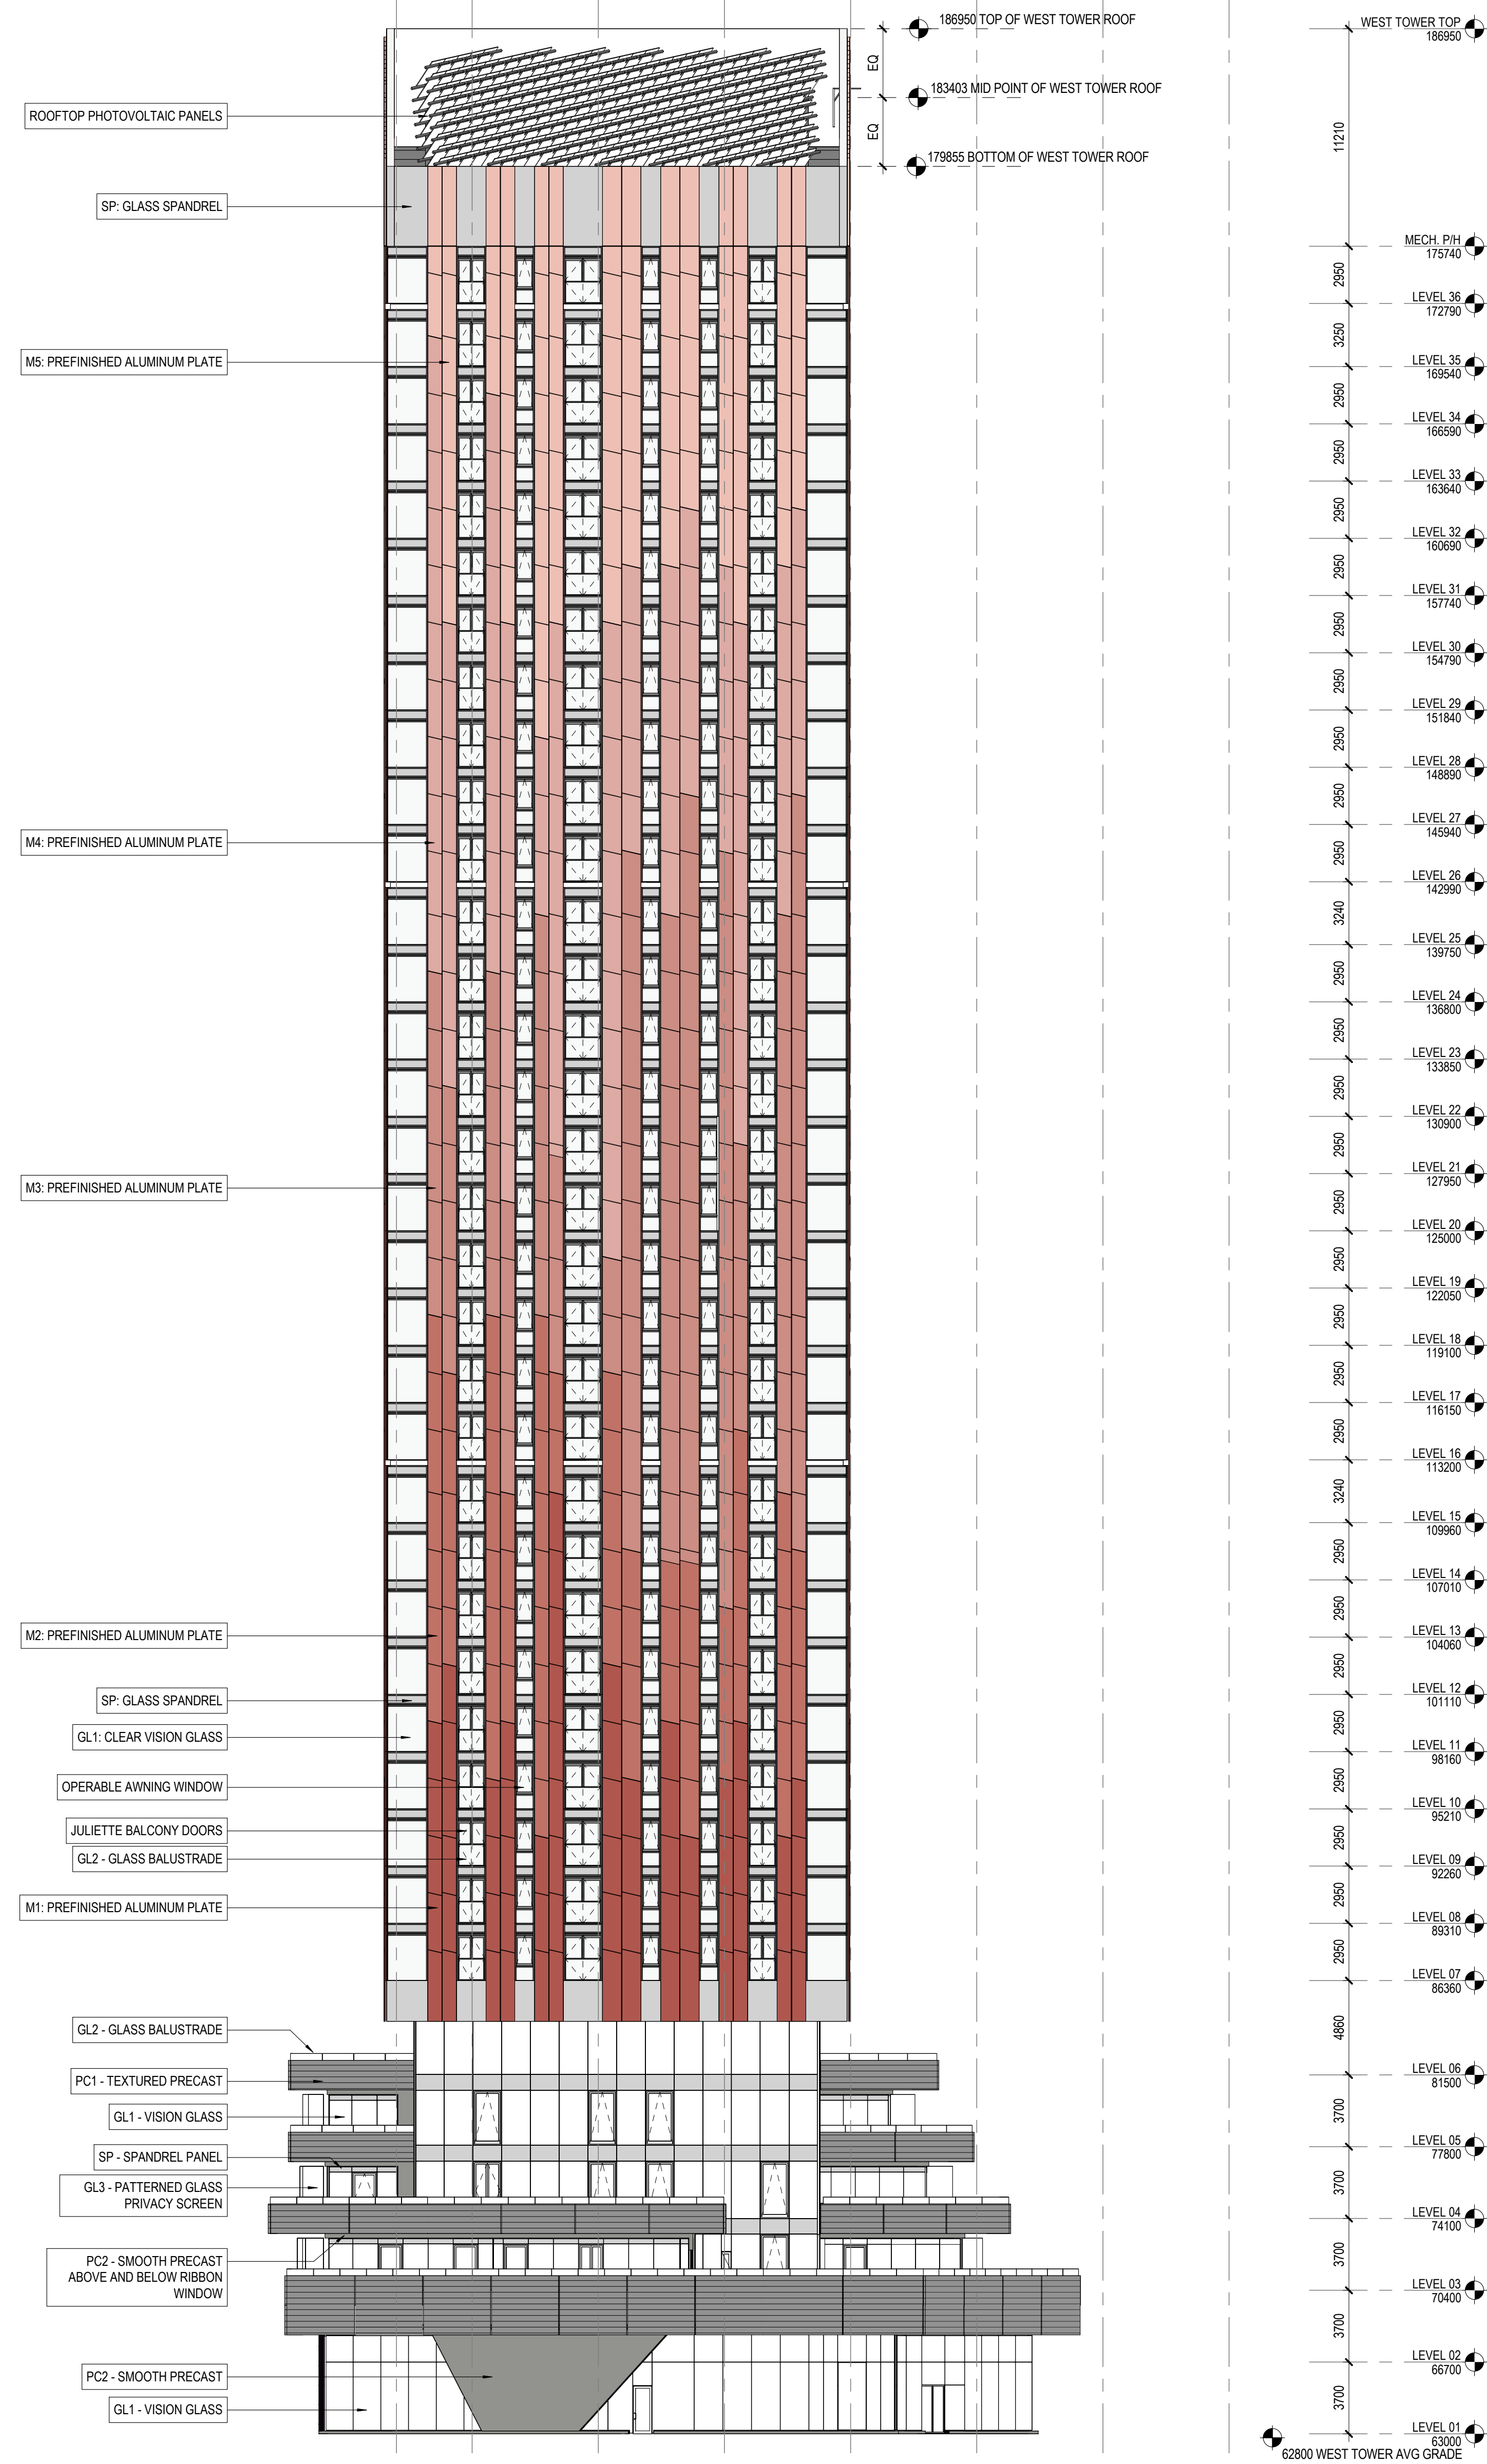 186950 TOP OF WEST TOWER ROOF
WEST TOWER TOP
186950
EQ
183403 MID POINT OF WEST TOWER ROOF
ROOFTOP PHOTOVOLTAIC PANELS
EQ
11210
179855 BOTTOM OF WEST TOWER ROOF
SP: GLASS SPANDREL
MECH. P/H
175740
2950
LEVEL 36
172790
3250
M5: PREFINISHED ALUMINUM PLATE
LEVEL 35
169540
2950
LEVEL 34
166590
2950
LEVEL 33
163640
2950
LEVEL 32
160690
2950
LEVEL 31
157740
2950
LEVEL 30
154790
2950
LEVEL 29
151840
2950
LEVEL 28
148890
2950
LEVEL 27
145940
M4: PREFINISHED ALUMINUM PLATE
2950
LEVEL 26
142990
3240
LEVEL 25
139750
2950
LEVEL 24
136800
2950
LEVEL 23
133850
2950
LEVEL 22
130900
2950
LEVEL 21
127950
M3: PREFINISHED ALUMINUM PLATE
2950
LEVEL 20
125000
2950
LEVEL 19
122050
2950
LEVEL 18
119100
2950
LEVEL 17
116150
2950
LEVEL 16
113200
3240
LEVEL 15
109960
2950
LEVEL 14
107010
2950
M2: PREFINISHED ALUMINUM PLATE
LEVEL 13
104060
2950
SP: GLASS SPANDREL
LEVEL 12
101110
2950
GL1: CLEAR VISION GLASS
LEVEL 11
98160
2950
OPERABLE AWNING WINDOW
LEVEL 10
95210
2950
JULIETTE BALCONY DOORS
GL2 - GLASS BALUSTRADE
LEVEL 09
92260
2950
M1: PREFINISHED ALUMINUM PLATE
LEVEL 08
89310
2950
LEVEL 07
86360
4860
GL2 - GLASS BALUSTRADE
LEVEL 06
81500
PC1 - TEXTURED PRECAST
3700
GL1 - VISION GLASS
LEVEL 05
77800
SP - SPANDREL PANEL
3700
GL3 - PATTERNED GLASS
PRIVACY SCREEN
LEVEL 04
74100
3700
PC2 - SMOOTH PRECAST
ABOVE AND BELOW RIBBON
WINDOW
LEVEL 03
70400
3700
LEVEL 02
66700
PC2 - SMOOTH PRECAST
3700
GL1 - VISION GLASS
LEVEL 01
63000
62800 WEST TOWER AVG GRADE